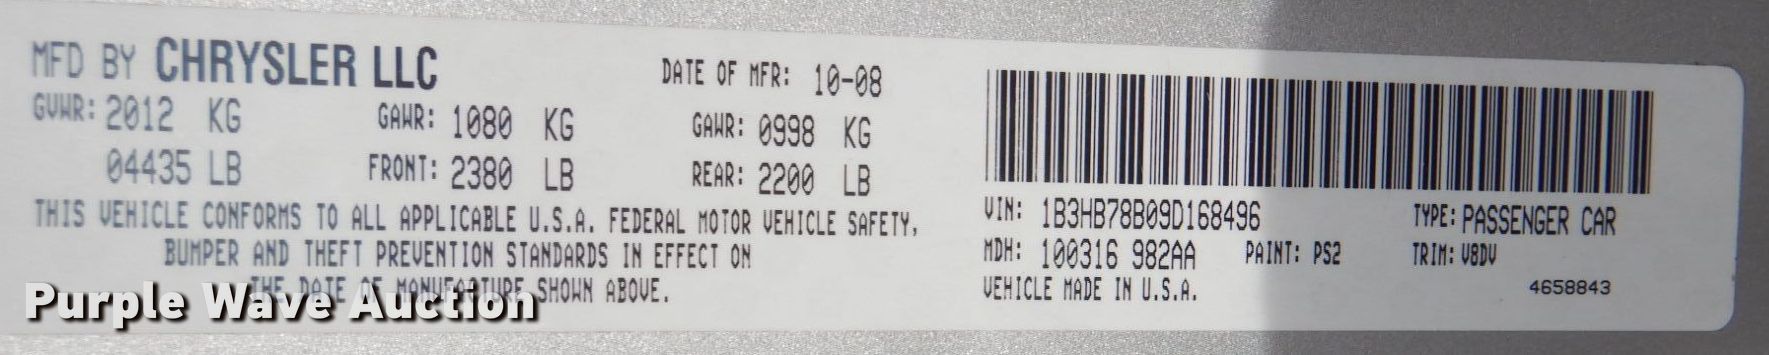 MFD BY CHRYSLER LLC DATE OF MFR: 10-08
GVWR: 2012 KG GAWR: 1080 KG GAWR: 0998 KG
04435 LB FRONT: 2380 LB REAR: 2200 LB
THIS VEHICLE CONFORMS TO ALL APPLICABLE U.S.A. FEDERAL MOTOR VEHICLE SAFETY,
BUMPER AND THEFT PREVENTION STANDARDS IN EFFECT ON
THE DATE OF MANUFACTURE SHOWN ABOVE.
VIN: 1B3HB78B09D168496 TYPE: PASSENGER CAR
MDH: 100316 982AA PAINT: PS2 TRIM: V8DV
VEHICLE MADE IN U.S.A. 4658843
Purple Wave Auction